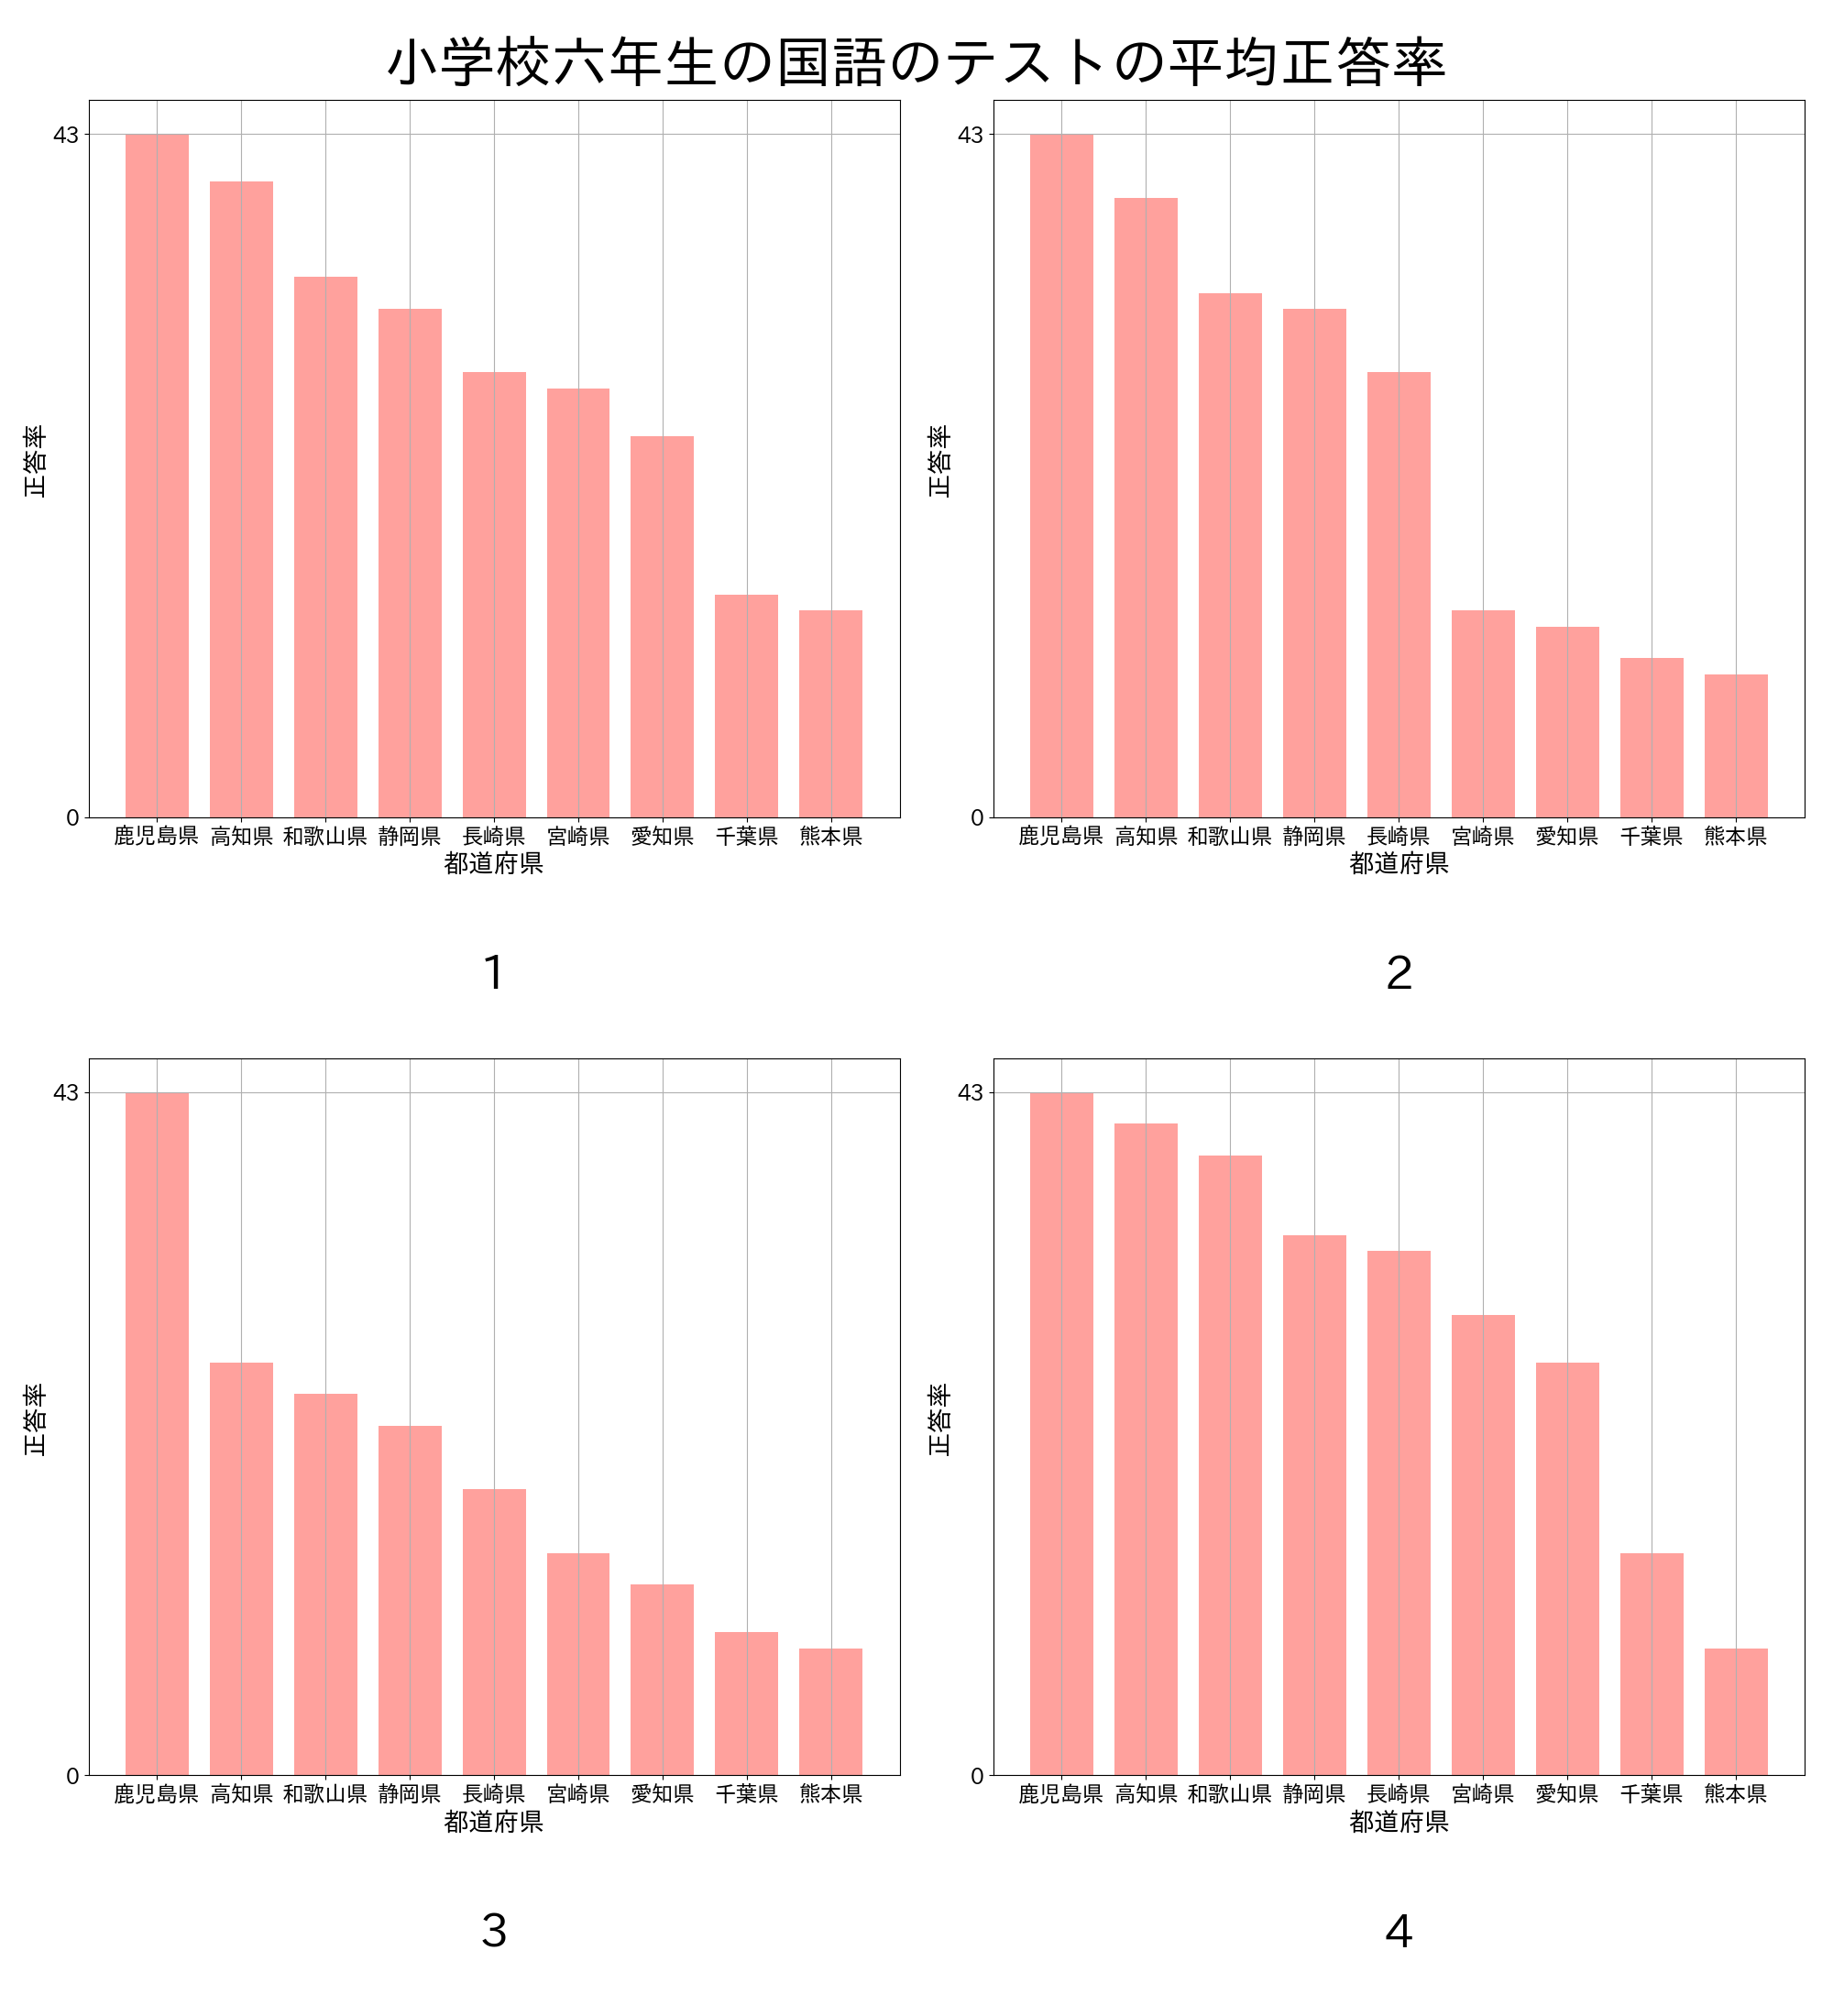 小学校六年生の国語のテストの平均正答率
43
0
正答率
鹿児島県 高知県 和歌山県 静岡県 長崎県 宮崎県 愛知県 千葉県 熊本県
都道府県
1
43
0
正答率
鹿児島県 高知県 和歌山県 静岡県 長崎県 宮崎県 愛知県 千葉県 熊本県
都道府県
2
43
0
正答率
鹿児島県 高知県 和歌山県 静岡県 長崎県 宮崎県 愛知県 千葉県 熊本県
都道府県
3
43
0
正答率
鹿児島県 高知県 和歌山県 静岡県 長崎県 宮崎県 愛知県 千葉県 熊本県
都道府県
4